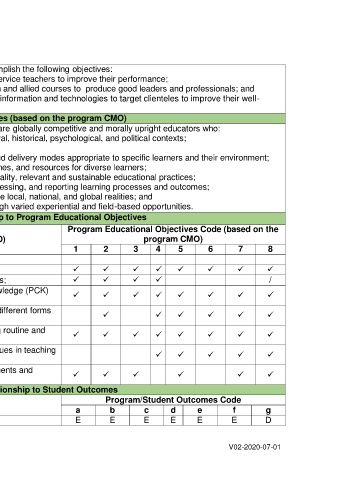 mplish the following objectives:
ervice teachers to improve their performance;
n and allied courses to produce good leaders and professionals; and
information and technologies to target clienteles to improve their well-
es (based on the program CMO)
are globally competitive and morally upright educators who:
ral, historical, psychological, and political contexts;
d delivery modes appropriate to specific learners and their environment;
nes, and resources for diverse learners;
ality, relevant and sustainable educational practices;
essing, and reporting learning processes and outcomes;
e local, national, and global realities; and
gh varied experiential and field-based opportunities.
ip to Program Educational Objectives
Program Educational Objectives Code (based on the
O) program CMO)
1 2 3 4 5 6 7 8
✓ ✓ ✓ ✓ ✓ ✓ ✓ ✓
s; ✓ ✓ ✓ ✓ /
wledge (PCK) ✓ ✓ ✓ ✓ ✓ ✓ ✓ ✓
different forms ✓ ✓ ✓ ✓ ✓ ✓
g routine and ✓ ✓ ✓ ✓ ✓ ✓ ✓ ✓
ues in teaching ✓ ✓ ✓ ✓ ✓
ents and ✓ ✓ ✓ ✓ ✓ ✓
tionship to Student Outcomes
Program/Student Outcomes Code
a b c d e f g
E E E E E E D
V02-2020-07-01